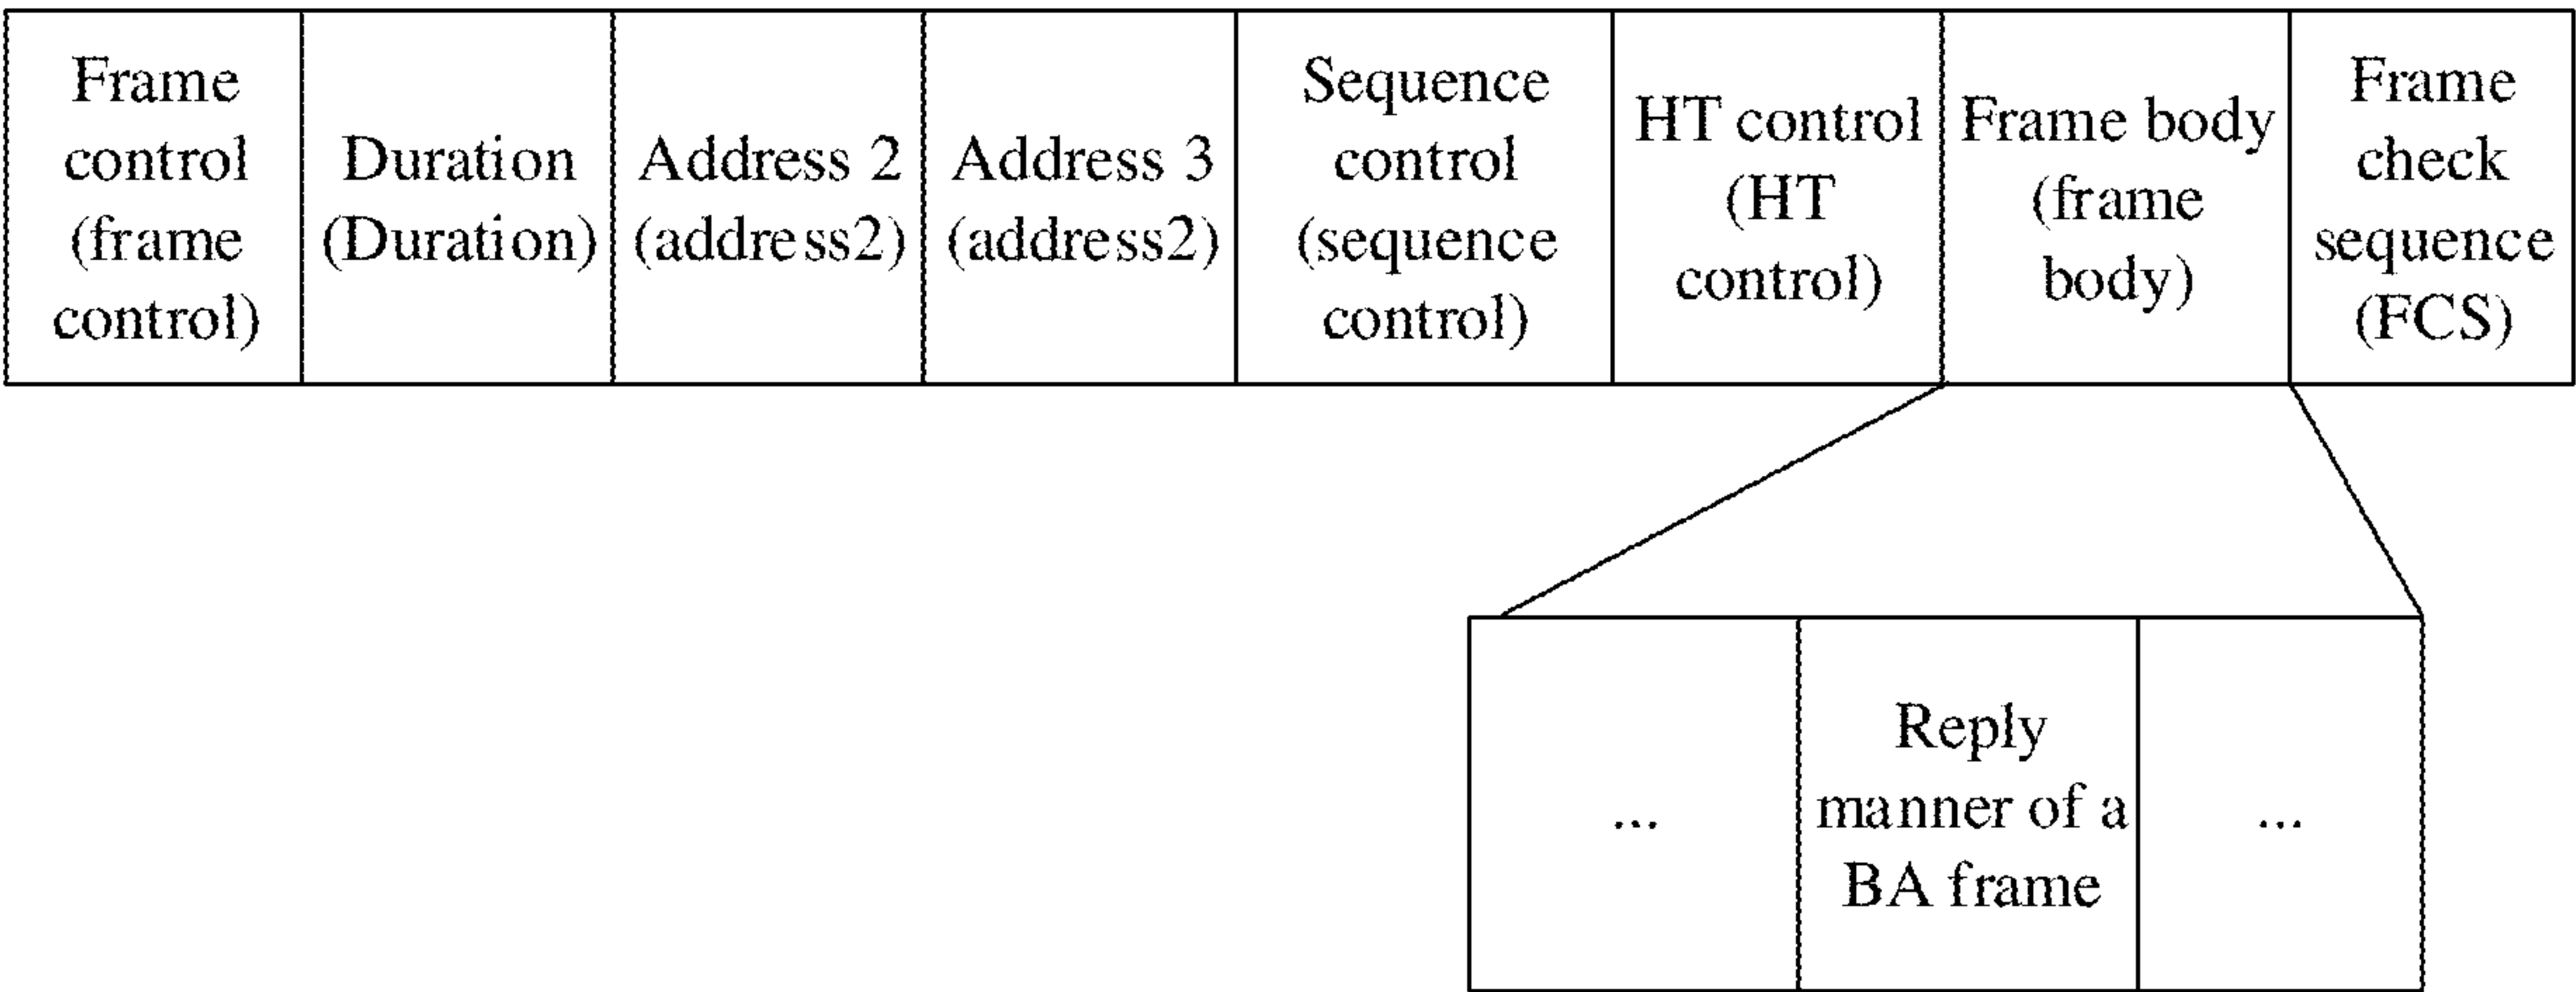 Frame
control
(frame
control)
Duration
(Duration)
Address 2
(address2)
Address 3
(address2)
Sequence
control
(sequence
control)
HT control
(HT
control)
Frame body
(frame
body)
Frame
check
sequence
(FCS)
...
Reply
manner of a
BA frame
...